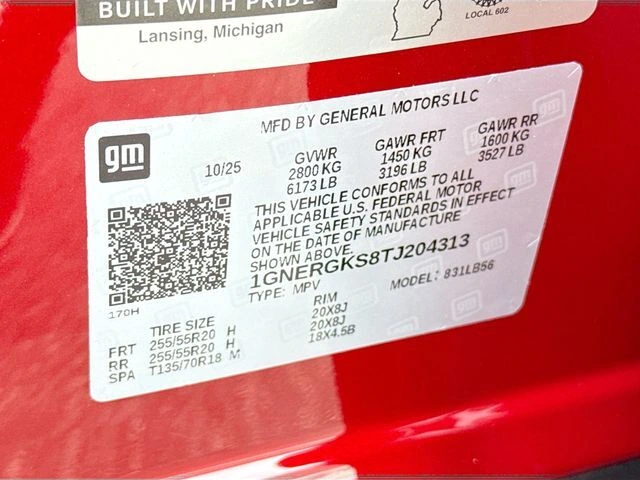 BUILT WITH PRIDE
Lansing, Michigan
LOCAL 602
MFD BY GENERAL MOTORS LLC
gm
10/25
GVWR GAWR FRT GAWR RR
2800 KG 1450 KG 1600 KG
6173 LB 3196 LB 3527 LB
THIS VEHICLE CONFORMS TO ALL
APPLICABLE U.S. FEDERAL MOTOR
VEHICLE SAFETY STANDARDS IN EFFECT
ON THE DATE OF MANUFACTURE
SHOWN ABOVE.
1GNERGKS8TJ204313
TYPE: MPV MODEL: 831LB56
170H
TIRE SIZE RIM
FRT 255/55R20 H 20X8J
RR 255/55R20 H 20X8J
SPA T135/70R18 M 18X4.5B